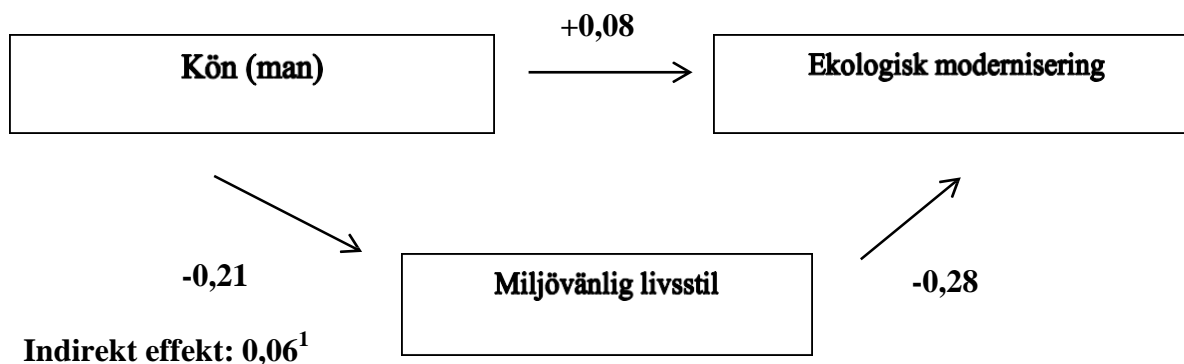 +0,08
Kön (man)
Ekologisk modernisering
-0,21
Miljövänlig livsstil
-0,28
Indirekt effekt: 0,06¹